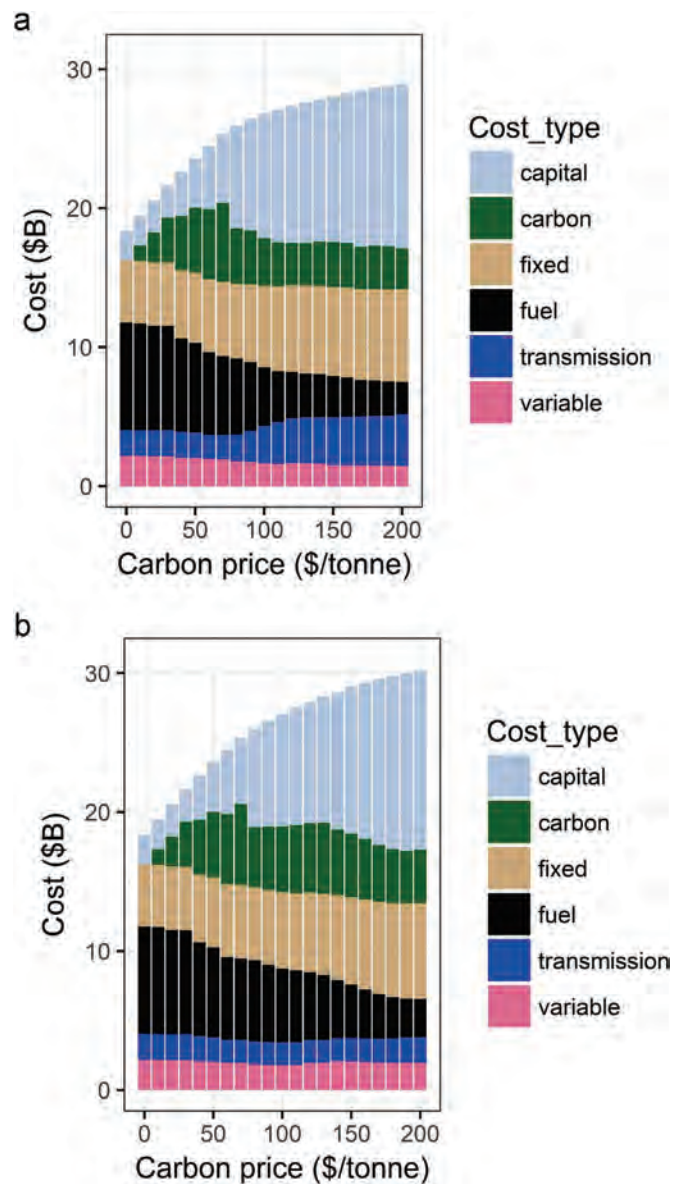 a
30
20
10
0
Cost ($B)
0 50 100 150 200
Carbon price ($/tonne)
Cost_type
capital
carbon
fixed
fuel
transmission
variable
b
30
20
10
0
Cost ($B)
0 50 100 150 200
Carbon price ($/tonne)
Cost_type
capital
carbon
fixed
fuel
transmission
variable